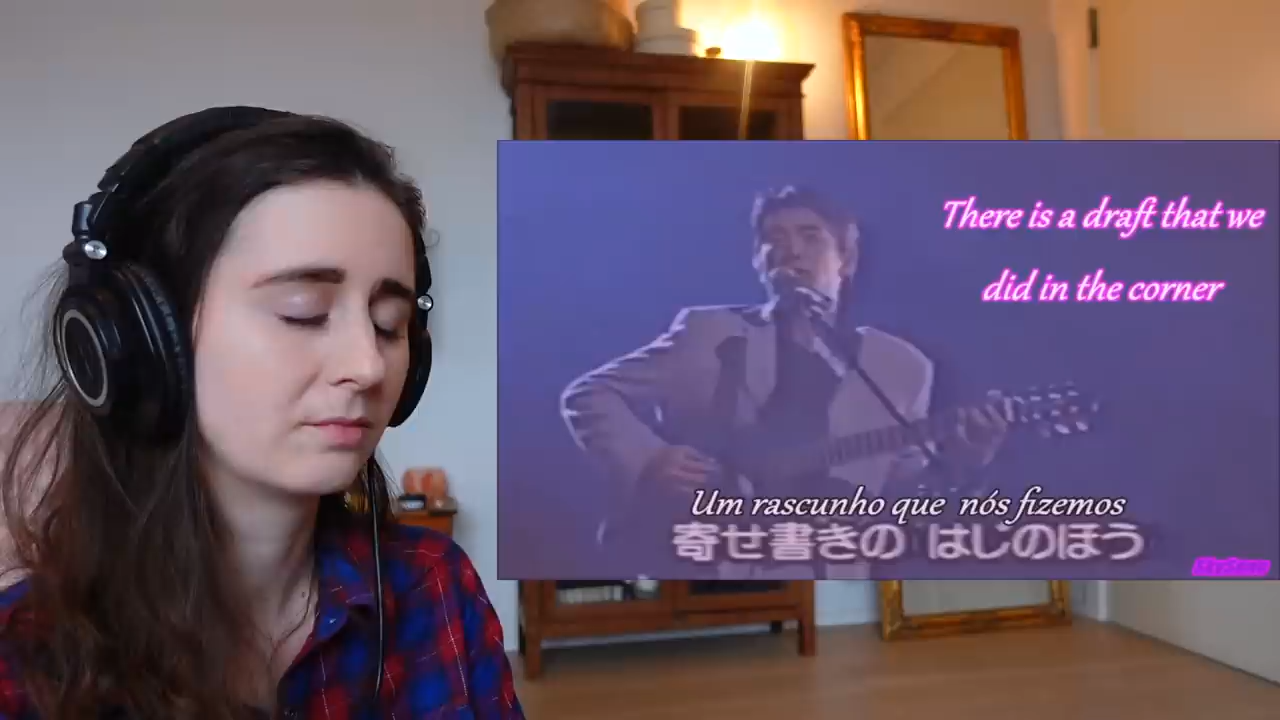 There is a draft that we
did in the corner
Um rascunho que nós fizemos
寄せ書きの はじのほう